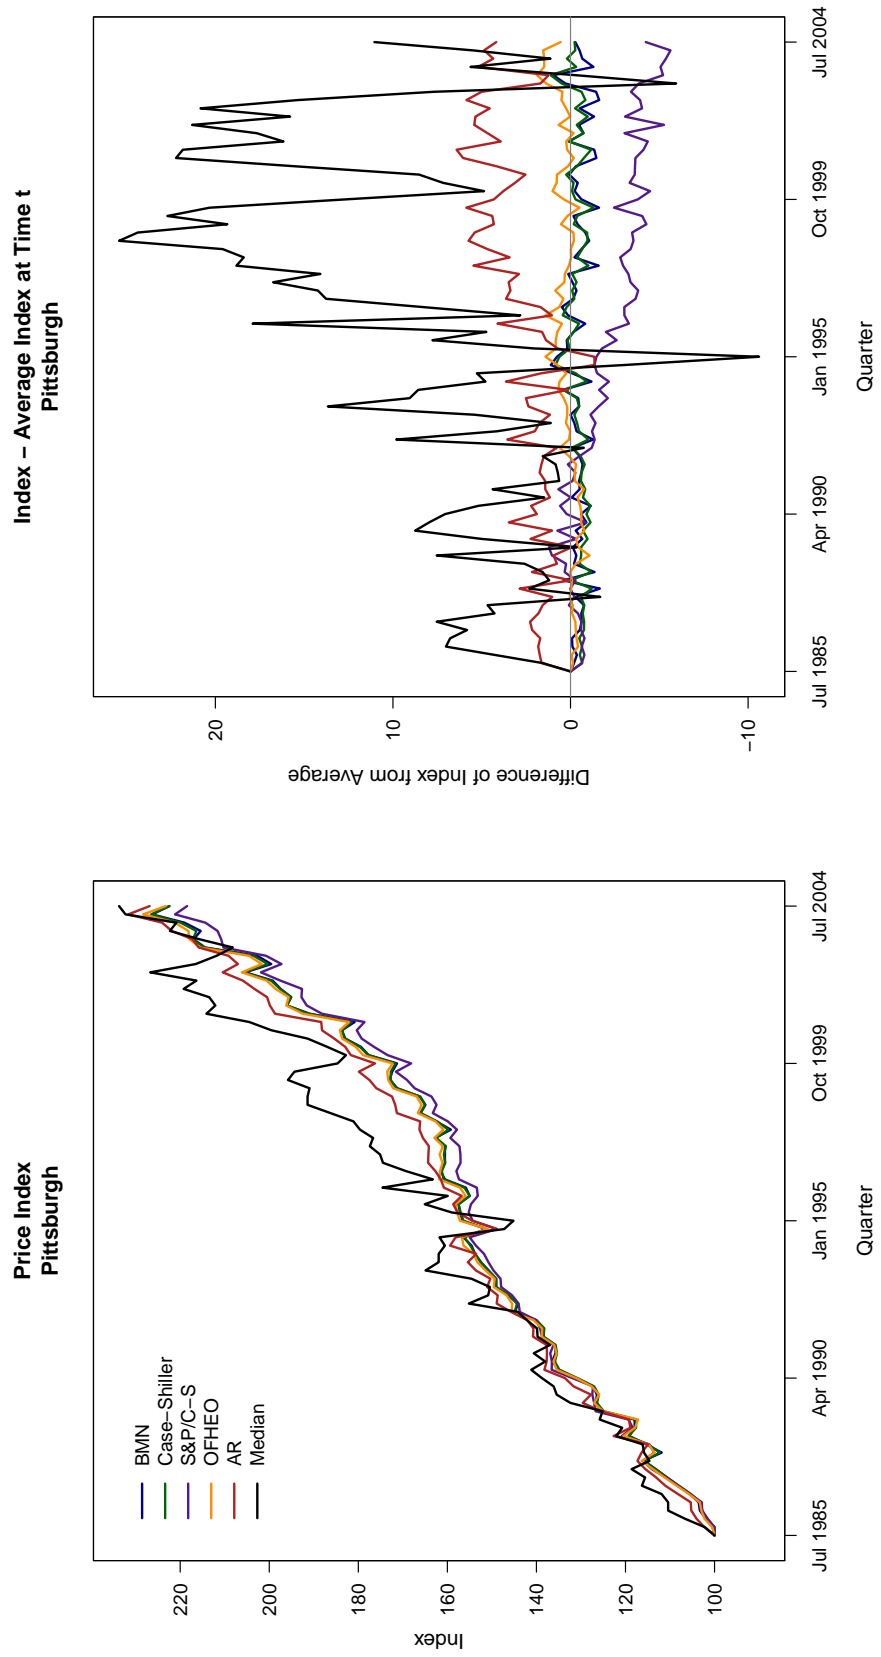 Price Index
Pittsburgh
Index
220
200
180
160
140
120
100
BMN
Case−Shiller
S&P/C−S
OFHEO
AR
Median
Jul 1985
Apr 1990
Jan 1995
Oct 1999
Jul 2004
Quarter
Index − Average Index at Time t
Pittsburgh
Difference of Index from Average
20
10
0
−10
Jul 1985
Apr 1990
Jan 1995
Oct 1999
Jul 2004
Quarter